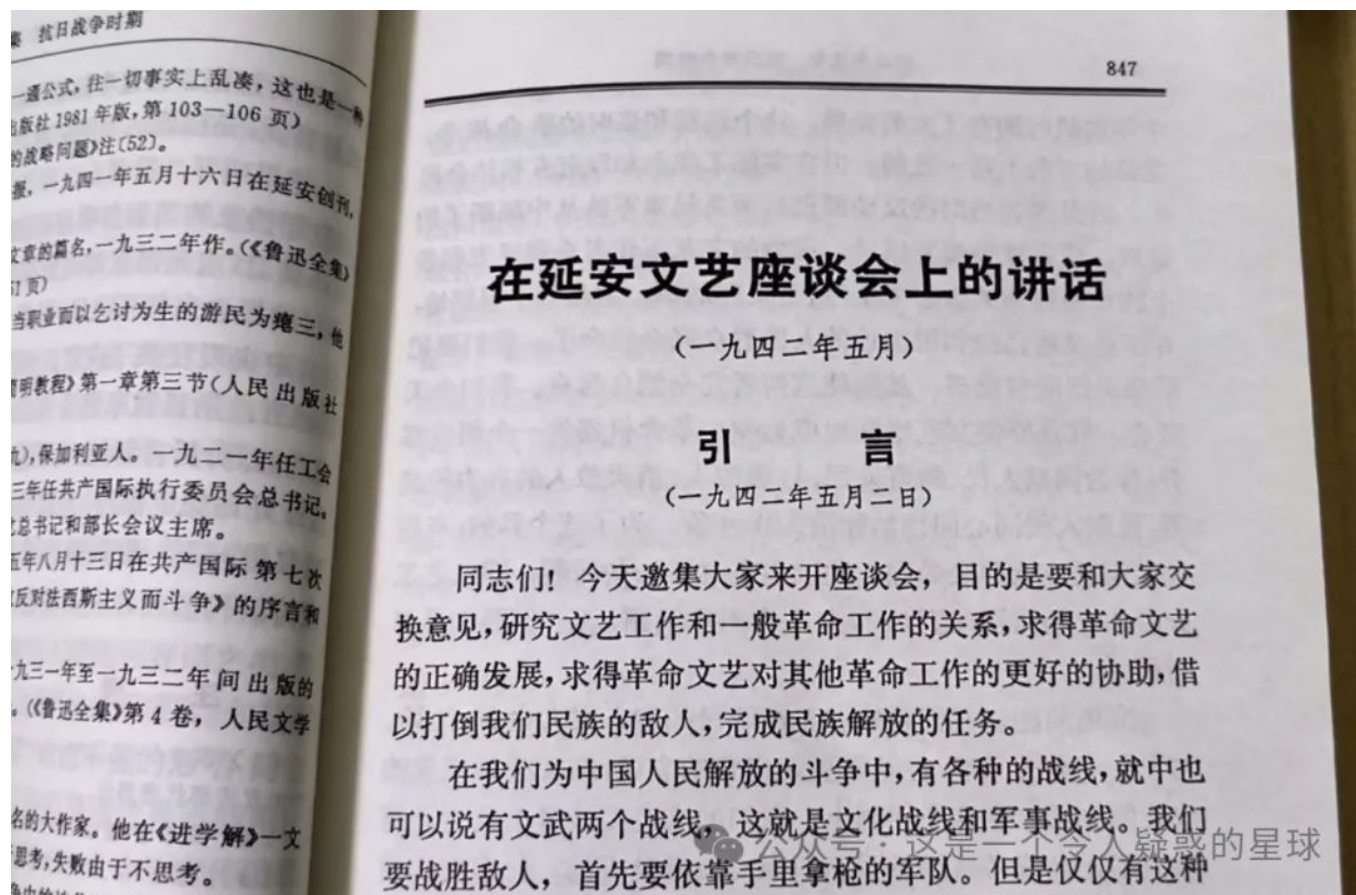 集 抗日战争时期
一通公式，往一切事实上乱凑，这也是一种
出版社1981年版，第103—106页）
的战略问题》注〔52〕。
报，一九四一年五月十六日在延安创刊，
文章的篇名，一九三二年作。（《鲁迅全集》
51页）
当职业而以乞讨为生的游民为瘪三，他
简明教程》第一章第三节（人民出版社
九），保加利亚人。一九二一年任工会
三年任共产国际执行委员会总书记。
总书记和部长会议主席。
五年八月十三日在共产国际第七次
反对法西斯主义而斗争》的序言和
九三一年至一九三二年间出版的
。（《鲁迅全集》第4卷，人民文学
名的大作家。他在《进学解》一文
思考，失败由于不思考。
847
在延安文艺座谈会上的讲话
（一九四二年五月）
引 言
（一九四二年五月二日）
同志们！今天邀集大家来开座谈会，目的是要和大家交
换意见，研究文艺工作和一般革命工作的关系，求得革命文艺
的正确发展，求得革命文艺对其他革命工作的更好的协助，借
以打倒我们民族的敌人，完成民族解放的任务。
在我们为中国人民解放的斗争中，有各种的战线，就中也
可以说有文武两个战线，这就是文化战线和军事战线。我们
要战胜敌人，首先要依靠手里拿枪的军队。但是仅仅有这种
公众号：这是一个令人疑惑的星球